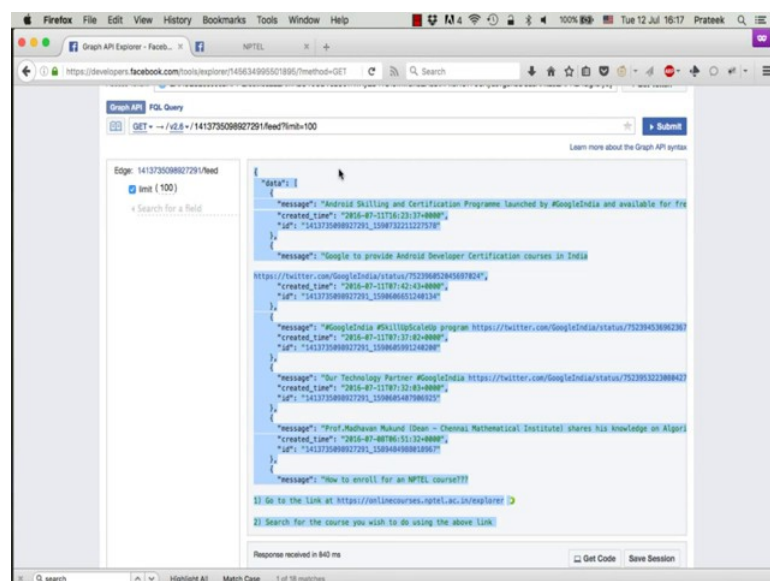 Firefox File Edit View History Bookmarks Tools Window Help 4 100% Tue 12 Jul 16:17 Prateek
Graph API Explorer - Faceb... × NPTEL × +
https://developers.facebook.com/tools/explorer/145634995501895/?method=GET Search
Graph API FQL Query
GET → /v2.6 /1413735098927291/feed?limit=100 Submit
Learn more about the Graph API syntax
Edge: 1413735098927291/feed
limit (100)
+ Search for a field
{
"data": [
{
"message": "Android Skilling and Certification Programme launched by #GoogleIndia and available for fre
"created_time": "2016-07-11T16:23:37+0000",
"id": "1413735098927291_1590732211227578"
},
{
"message": "Google to provide Android Developer Certification courses in India
https://twitter.com/GoogleIndia/status/752396052045697024",
"created_time": "2016-07-11T07:42:43+0000",
"id": "1413735098927291_1590606651240134"
},
{
"message": "#GoogleIndia #SkillUpScaleUp program https://twitter.com/GoogleIndia/status/752394536962367
"created_time": "2016-07-11T07:37:02+0000",
"id": "1413735098927291_1590605991240200"
},
{
"message": "Our Technology Partner #GoogleIndia https://twitter.com/GoogleIndia/status/7523953223088427
"created_time": "2016-07-11T07:32:03+0000",
"id": "1413735098927291_1590605407906925"
},
{
"message": "Prof.Madhavan Mukund (Dean - Chennai Mathematical Institute) shares his knowledge on Algori
"created_time": "2016-07-08T06:51:32+0000",
"id": "1413735098927291_1589404988018967"
},
{
"message": "How to enroll for an NPTEL course???
1) Go to the link at https://onlinecourses.nptel.ac.in/explorer
2) Search for the course you wish to do using the above link
Response received in 840 ms
Get Code Save Session
× search Highlight All Match Case 1 of 18 matches